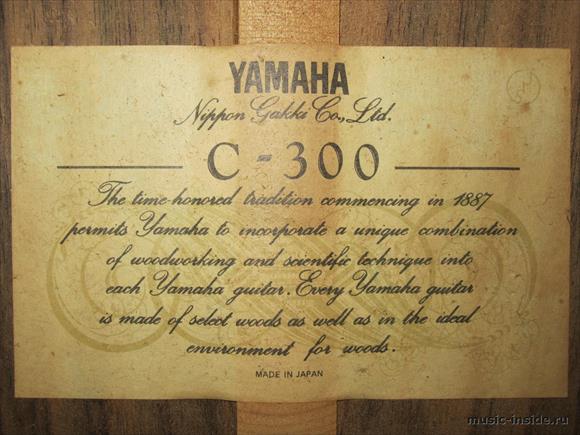 YAMAHA
Nippon Gakki Co., Ltd.
C-300
The time-honored tradition commencing in 1887
permits Yamaha to incorporate a unique combination
of woodworking and scientific technique into
each Yamaha guitar. Every Yamaha guitar
is made of select woods as well as in the ideal
environment for woods.
MADE IN JAPAN
music-inside.ru